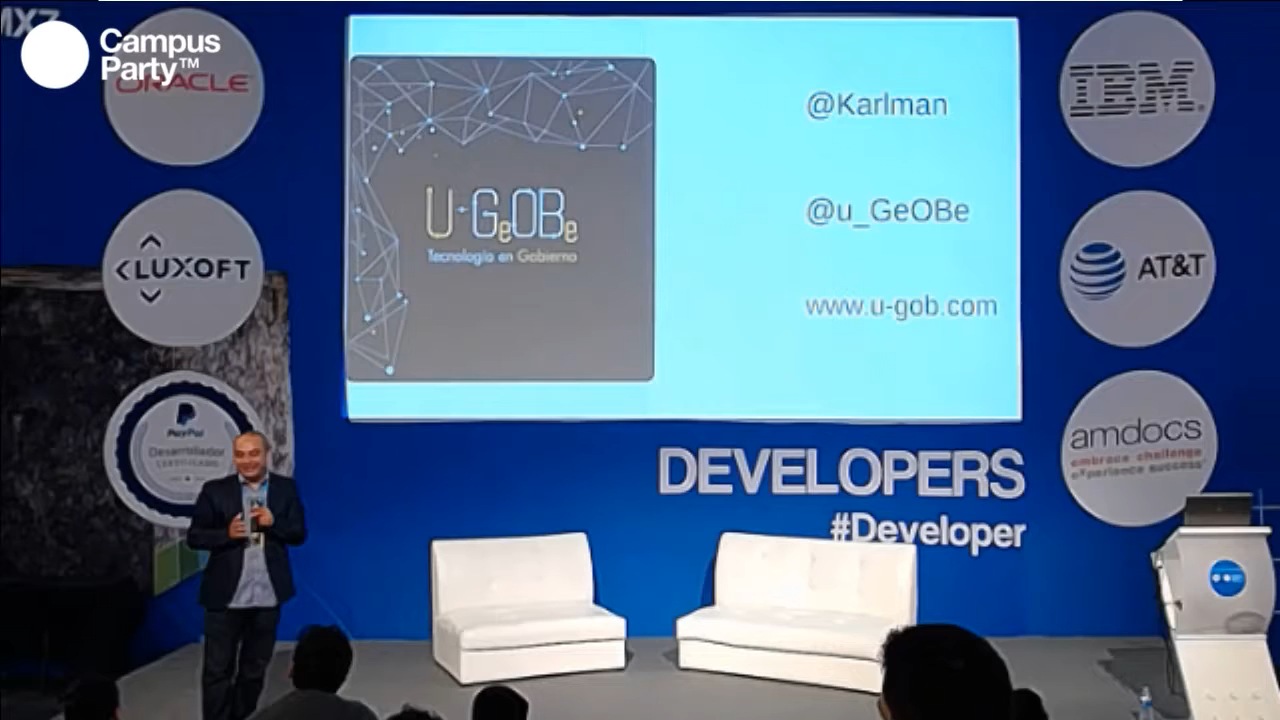 Campus
Party™
ORACLE
LUXOFT
PayPal
Desarrollador
U-GeOBe
Tecnología en Gobierno
@Karlman
@u_GeOBe
www.u-gob.com
IBM
AT&T
amdocs
embrace challenge
experience success
DEVELOPERS
#Developer